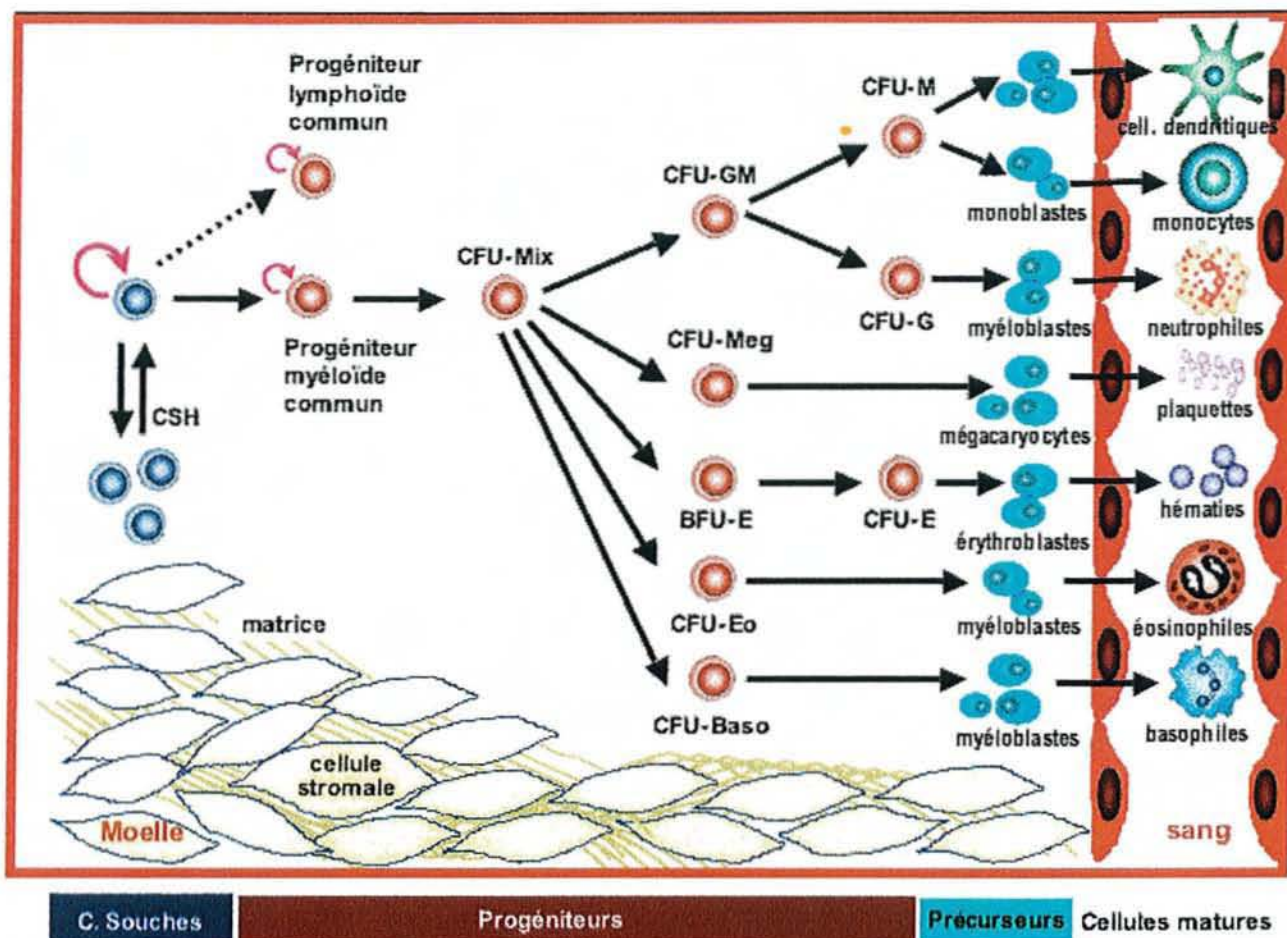 Progéniteur
lymphoïde
commun
CFU-M
cell. dendritiques
CFU-GM
monoblastes
monocytes
CFU-Mix
CFU-G
myéloblastes
neutrophiles
Progéniteur
myéloïde
commun
CFU-Meg
mégacaryocytes
plaquettes
CSH
BFU-E
CFU-E
érythroblastes
hématies
matrice
CFU-Eo
myéloblastes
éosinophiles
CFU-Baso
myéloblastes
basophiles
cellule
stromale
Moelle
sang
C. Souches
Progéniteurs
Précurseurs
Cellules matures